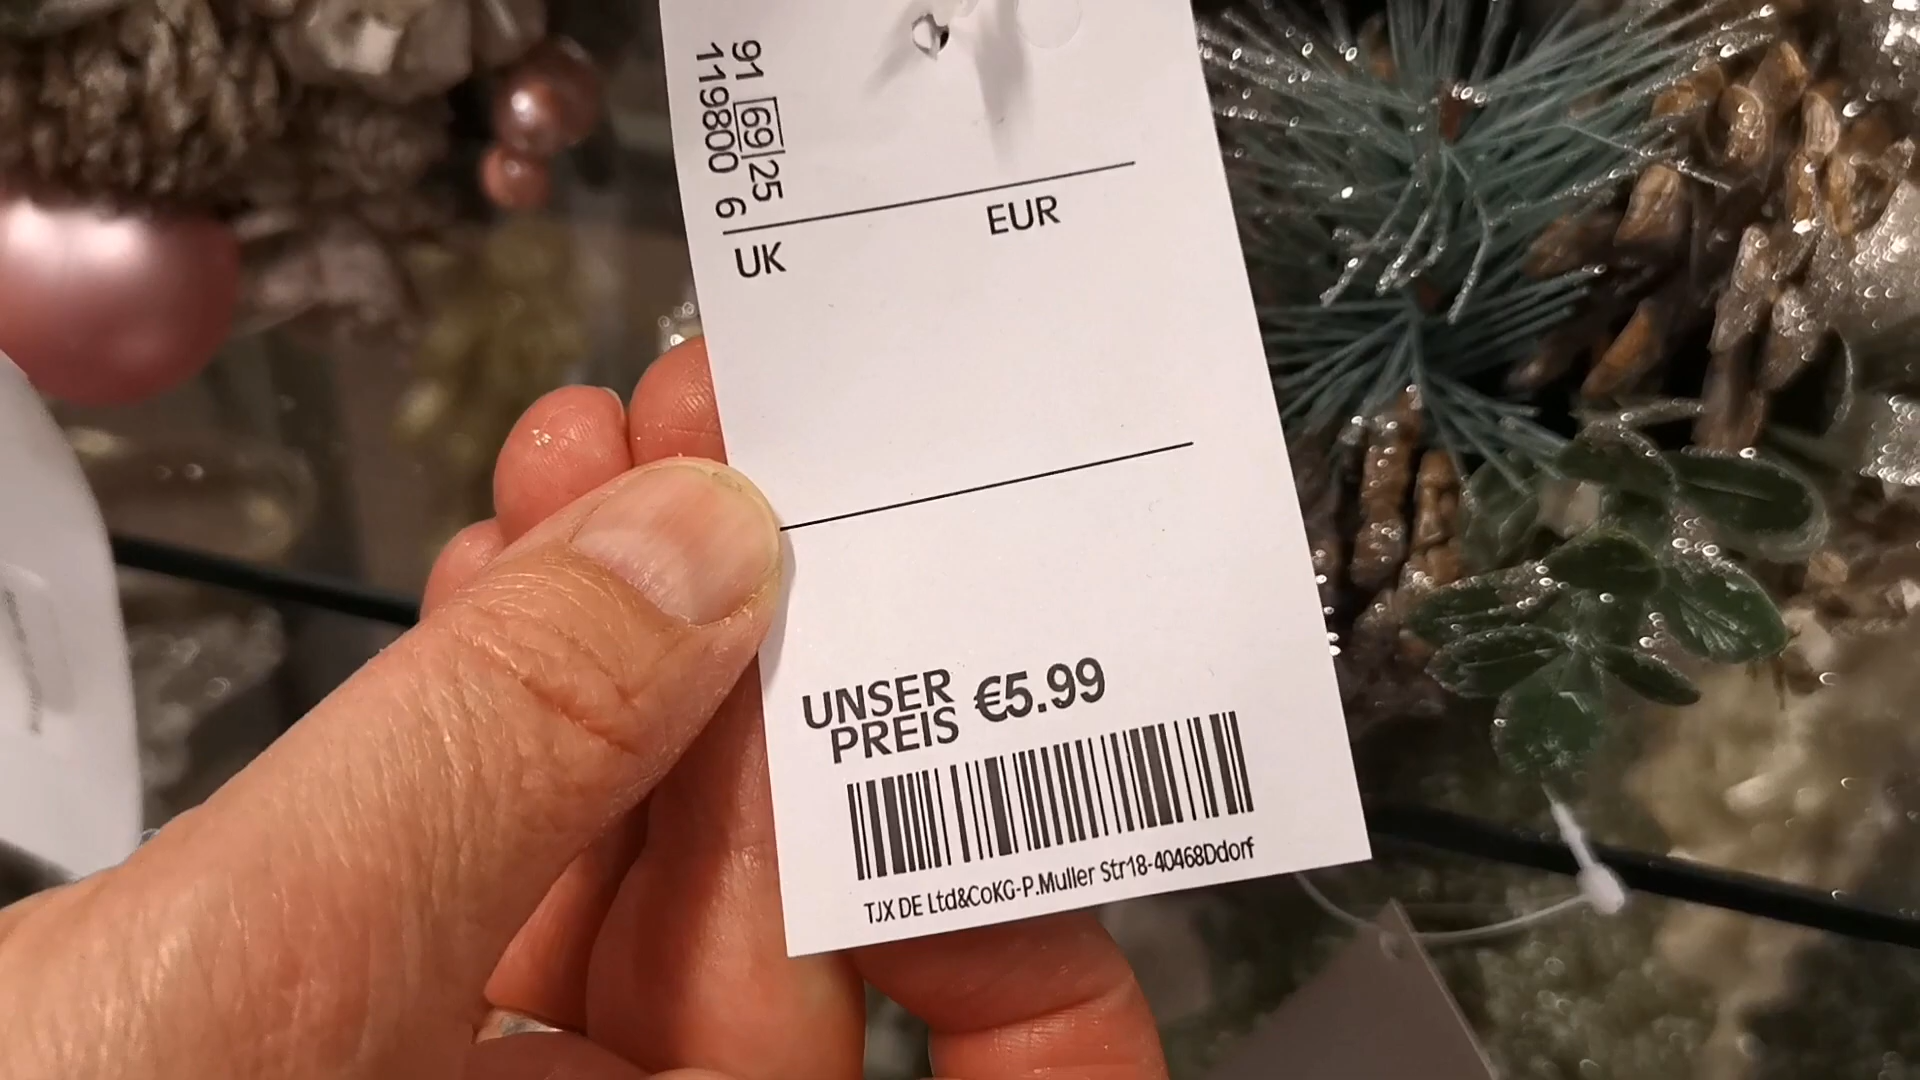 91 69 25
119800 6
UK EUR
UNSER
PREIS €5.99
TJX DE Ltd&CoKG-P.Muller Str18-40468Ddorf